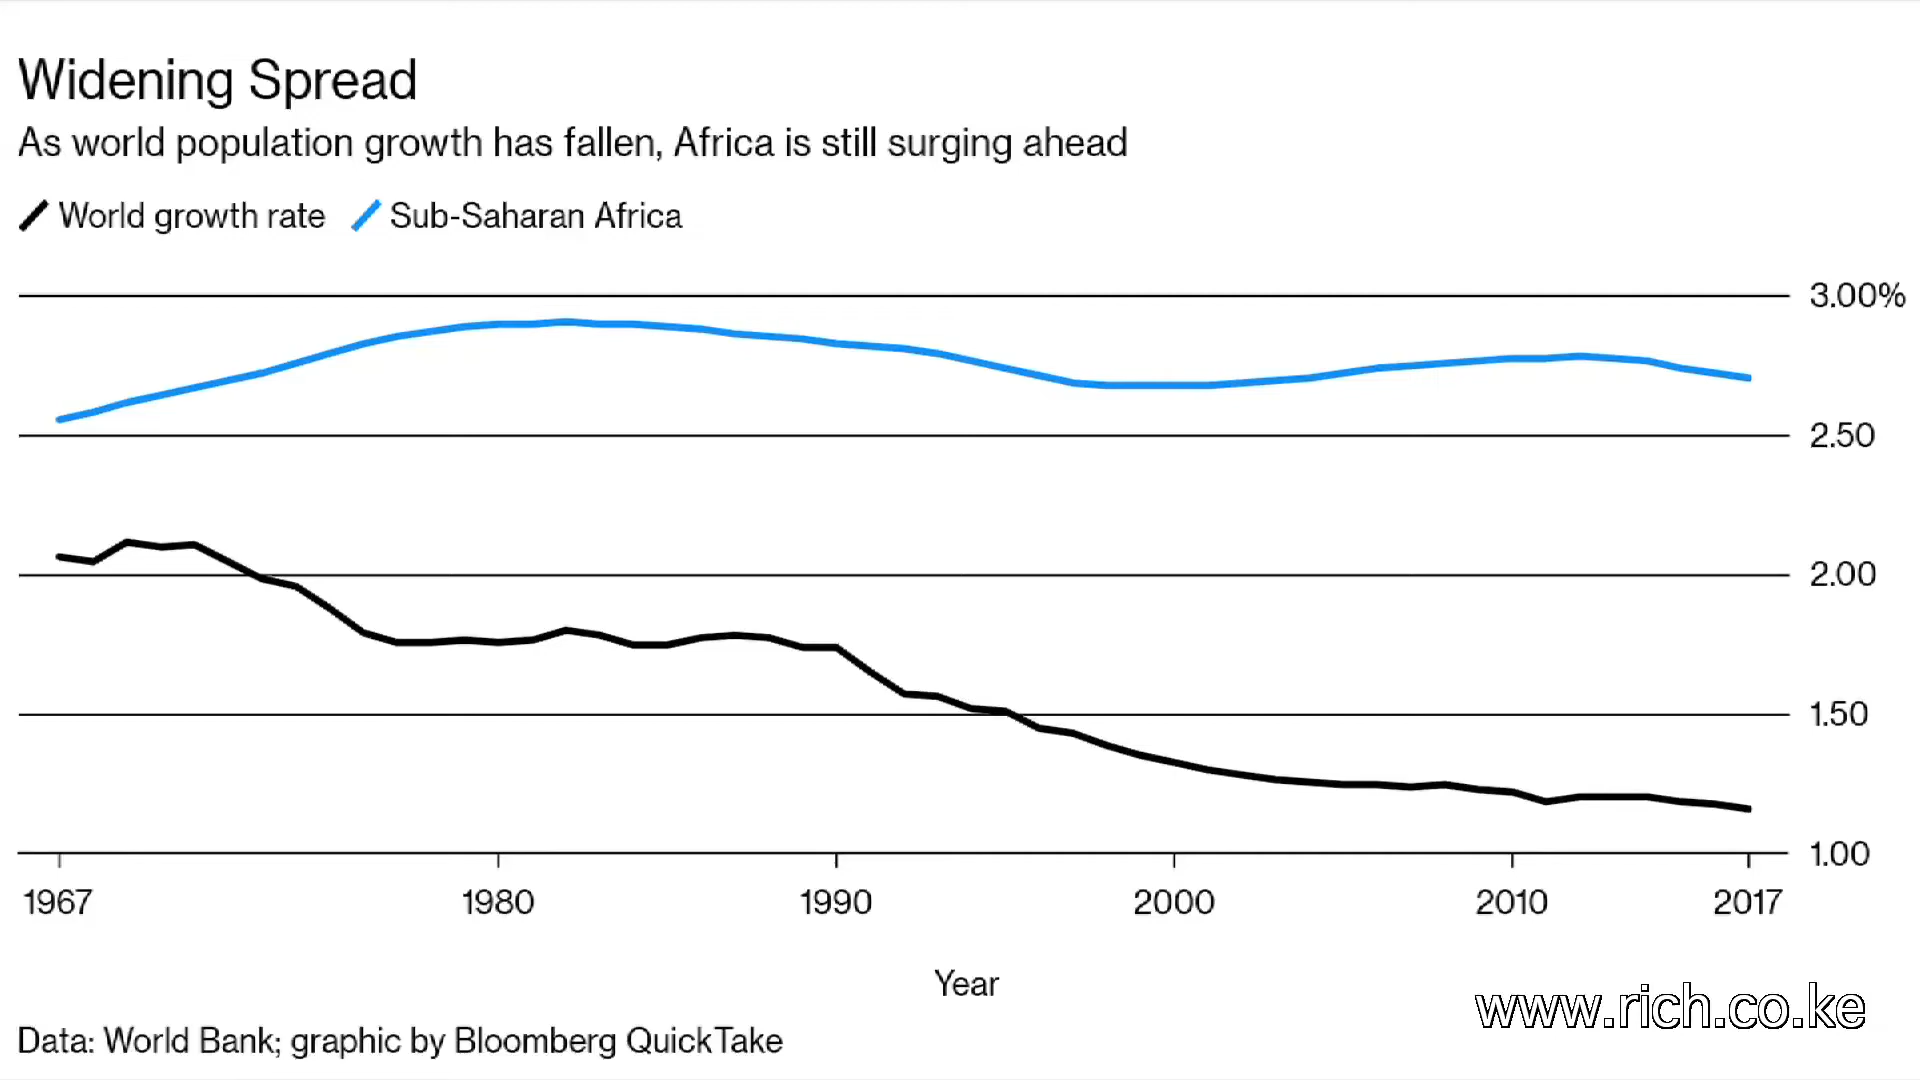 Widening Spread
As world population growth has fallen, Africa is still surging ahead
World growth rate Sub-Saharan Africa
3.00%
2.50
2.00
1.50
1.00
1967 1980 1990 2000 2010 2017
Year
www.rich.co.ke
Data: World Bank; graphic by Bloomberg QuickTake